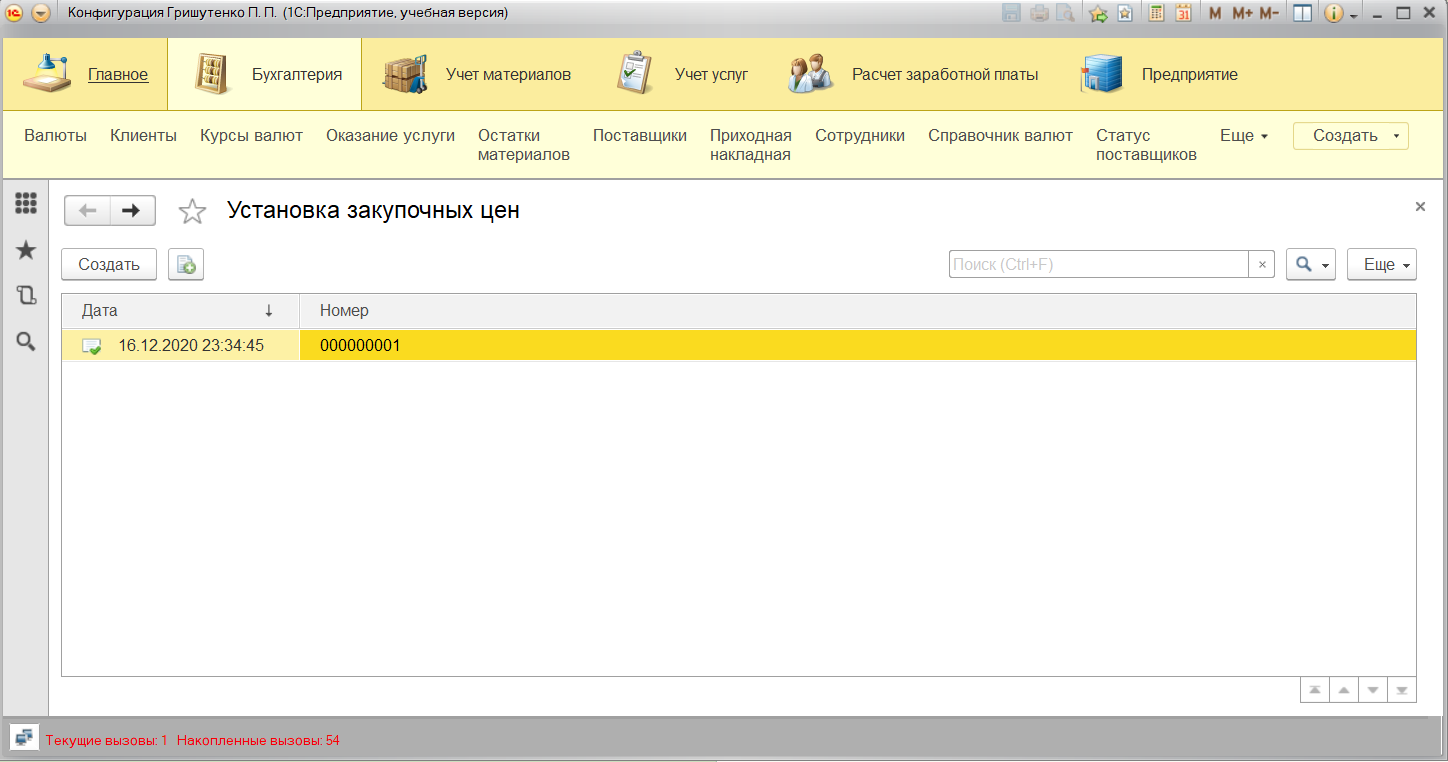 Конфигурация Гришутенко П. П. (1С:Предприятие, учебная версия)
31 M M+ M-
Главное Бухгалтерия Учет материалов Учет услуг Расчет заработной платы Предприятие
Валюты Клиенты Курсы валют Оказание услуги Остатки материалов Поставщики Приходная накладная Сотрудники Справочник валют Статус поставщиков Еще Создать
Установка закупочных цен
Создать Поиск (Ctrl+F) Еще
Дата Номер
16.12.2020 23:34:45 000000001
Текущие вызовы: 1 Накопленные вызовы: 54